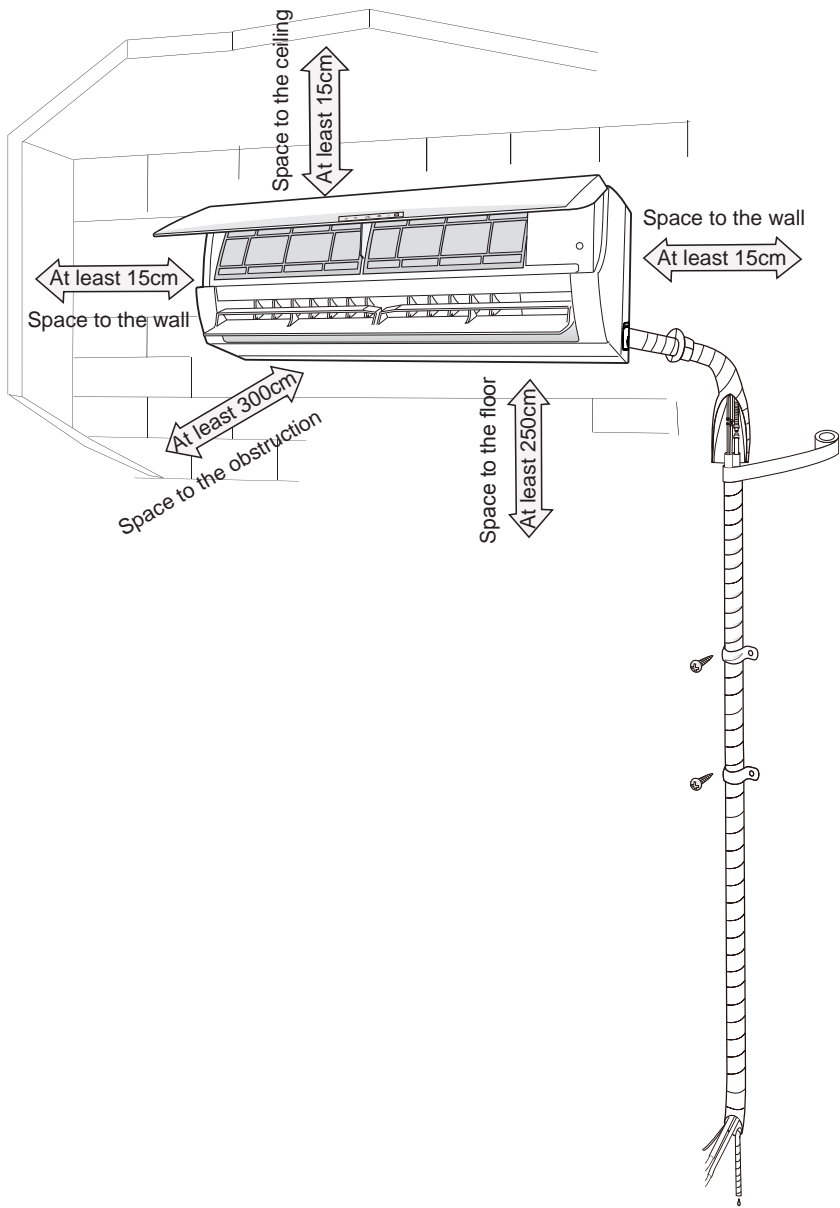 Space to the ceiling
At least 15cm
Space to the wall
At least 15cm
At least 15cm
Space to the wall
At least 300cm
Space to the obstruction
Space to the floor
At least 250cm